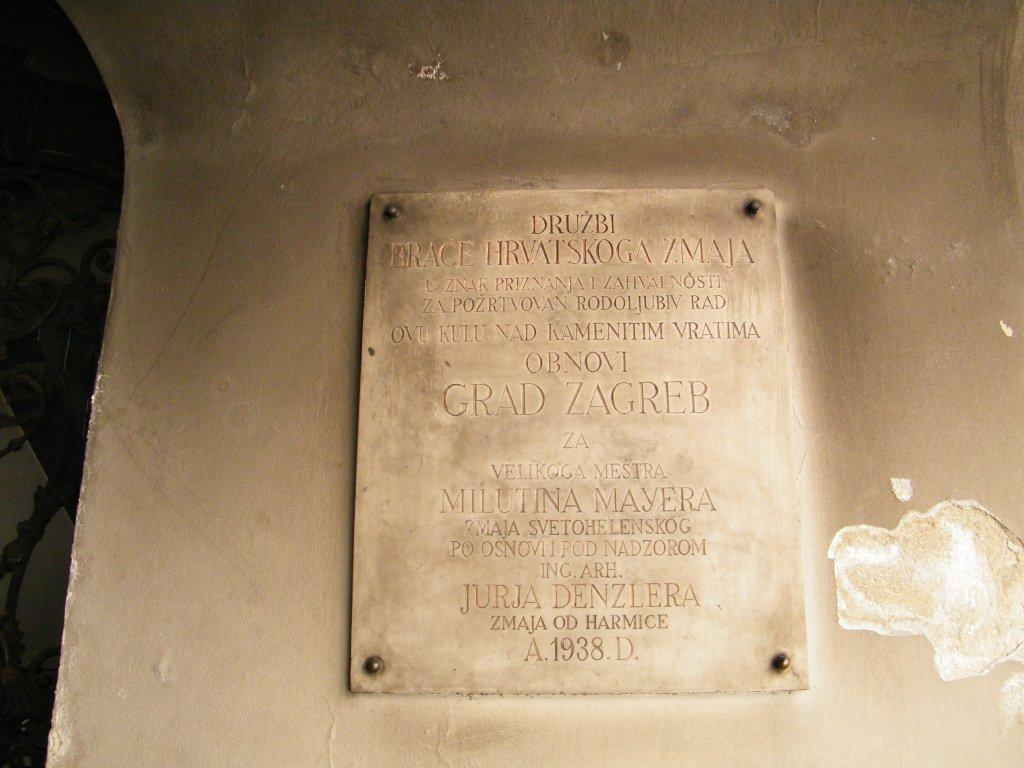 DRUŽBI
BRAĆE HRVATSKOGA ZMAJA
U ZNAK PRIZNANJA I ZAHVALNOSTI
ZA POŽRTVOVAN RODOLJUBIV RAD
OVU KULU NAD KAMENITIM VRATIMA
OBNOVI
GRAD ZAGREB
ZA
VELIKOGA MEŠTRA
MILUTINA MAYERA
ZMAJA SVETOHELENSKOG
PO OSNOVI I POD NADZOROM
ING. ARH.
JURJA DENZLERA
ZMAJA OD HARMICE
A.1938.D.